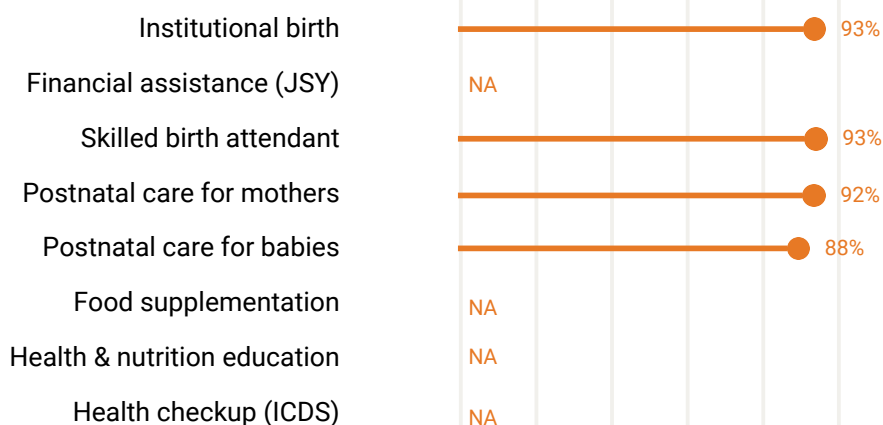 Institutional birth 93%
Financial assistance (JSY) NA
Skilled birth attendant 93%
Postnatal care for mothers 92%
Postnatal care for babies 88%
Food supplementation NA
Health & nutrition education NA
Health checkup (ICDS) NA